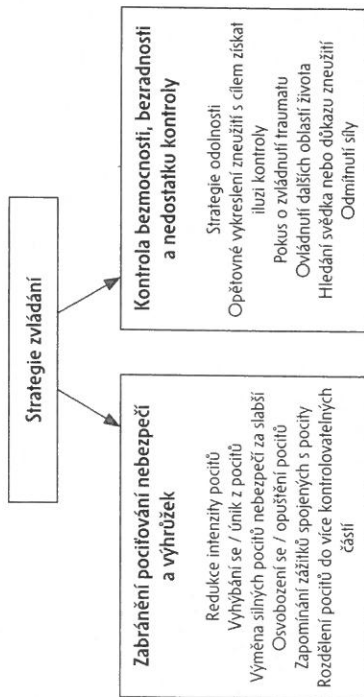 Strategie zvládání
Zabránění pociťování nebezpečí
a výhrůžek
Redukce intenzity pocitů
Vyhýbání se / únik z pocitů
Výměna silných pocitů nebezpečí za slabší
Osvobození se / opuštění pocitů
Zapomínání zážitků spojených s pocity
Rozdělení pocitů do více kontrolovatelných
částí
Kontrola bezmocnosti, bezradnosti
a nedostatku kontroly
Strategie odolnosti
Opětovné vykreslení zneužití s cílem získat
iluzi kontroly
Pokus o zvládnutí traumatu
Ovládnutí dalších oblastí života
Hledání svědka nebo důkazu zneužití
Odmítnutí síly